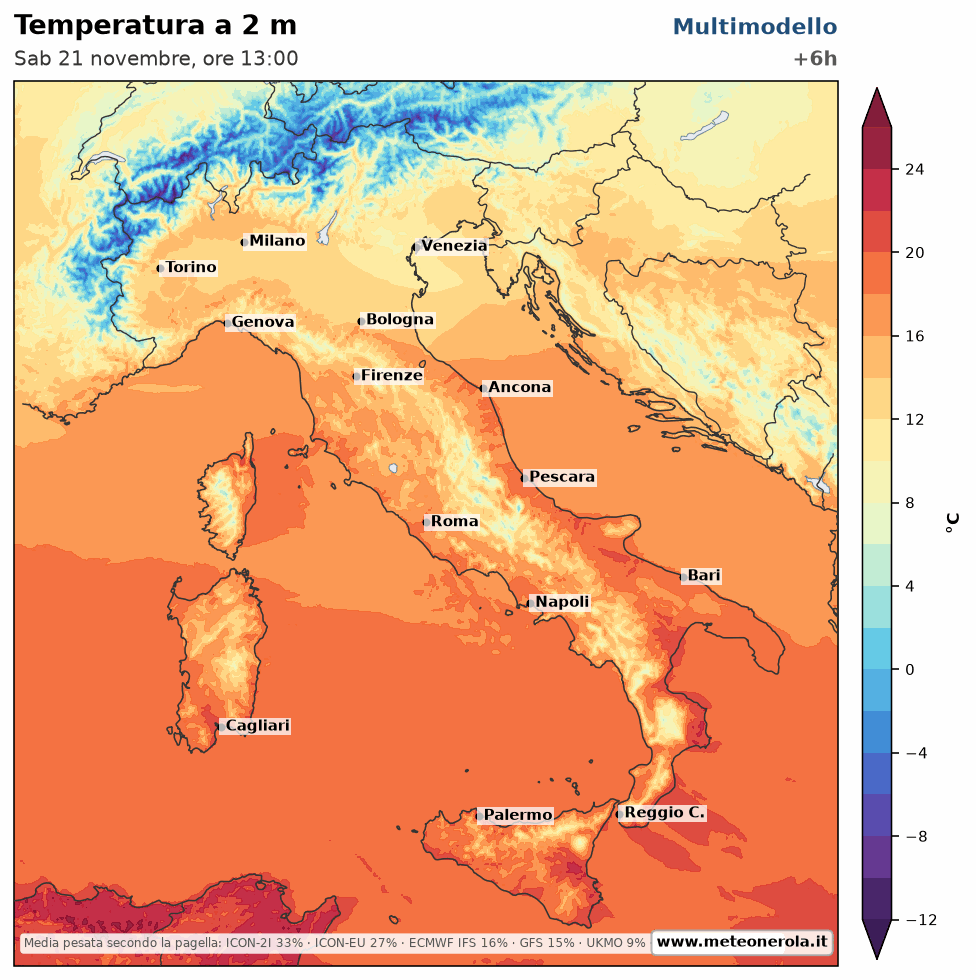 Temperatura a 2 m
Multimodello
Sab 21 novembre, ore 13:00
+6h
24
20
16
12
8
4
0
−4
−8
−12
°C
Milano
Venezia
Torino
Genova
Bologna
Firenze
Ancona
Pescara
Roma
Bari
Napoli
Cagliari
Palermo
Reggio C.
Media pesata secondo la pagella: ICON-2I 33% · ICON-EU 27% · ECMWF IFS 16% · GFS 15% · UKMO 9%
www.meteonerola.it